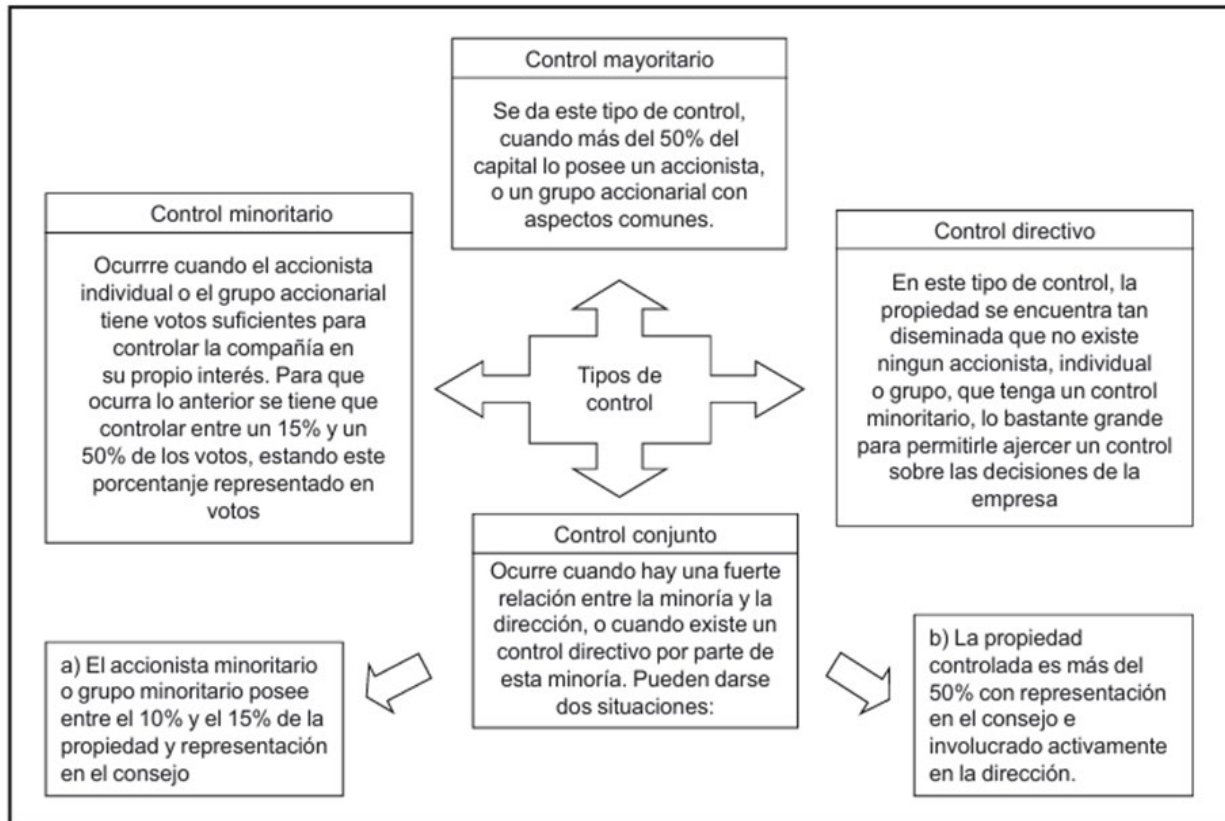 Control mayoritario
Se da este tipo de control,
cuando más del 50% del
capital lo posee un accionista,
o un grupo accionarial con
aspectos comunes.
Control minoritario
Ocurrre cuando el accionista
individual o el grupo accionarial
tiene votos suficientes para
controlar la compañía en
su propio interés. Para que
ocurra lo anterior se tiene que
controlar entre un 15% y un
50% de los votos, estando este
porcentanje representado en
votos
Tipos de
control
Control directivo
En este tipo de control, la
propiedad se encuentra tan
diseminada que no existe
ningun accionista, individual
o grupo, que tenga un control
minoritario, lo bastante grande
para permitirle ajercer un control
sobre las decisiones de la
empresa
Control conjunto
Ocurre cuando hay una fuerte
relación entre la minoría y la
dirección, o cuando existe un
control directivo por parte de
esta minoría. Pueden darse
dos situaciones:
a) El accionista minoritario
o grupo minoritario posee
entre el 10% y el 15% de la
propiedad y representación
en el consejo
b) La propiedad
controlada es más del
50% con representación
en el consejo e
involucrado activamente
en la dirección.